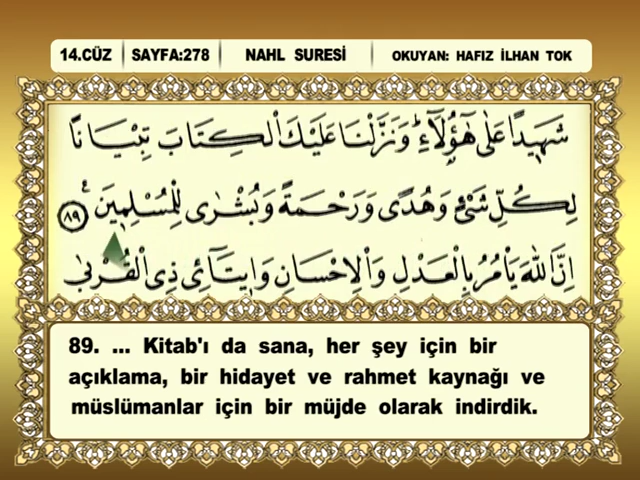 14.CÜZ SAYFA:278 NAHL SURESİ OKUYAN: HAFIZ İLHAN TOK
شَهِيدًا عَلٰى هٰٓؤُ۬لَٓاءِۜ وَنَزَّلْنَا عَلَيْكَ الْكِتَابَ تِبْيَانًا
لِكُلِّ شَيْءٍ وَهُدًى وَرَحْمَةً وَبُشْرٰى لِلْمُسْلِمِينَ ﴿٨٩﴾ ع
اِنَّ اللّٰهَ يَأْمُرُ بِالْعَدْلِ وَالْاِحْسَانِ وَاِيتَٓائِ ذِي الْقُرْبٰى
89. ... Kitab'ı da sana, her şey için bir
açıklama, bir hidayet ve rahmet kaynağı ve
müslümanlar için bir müjde olarak indirdik.